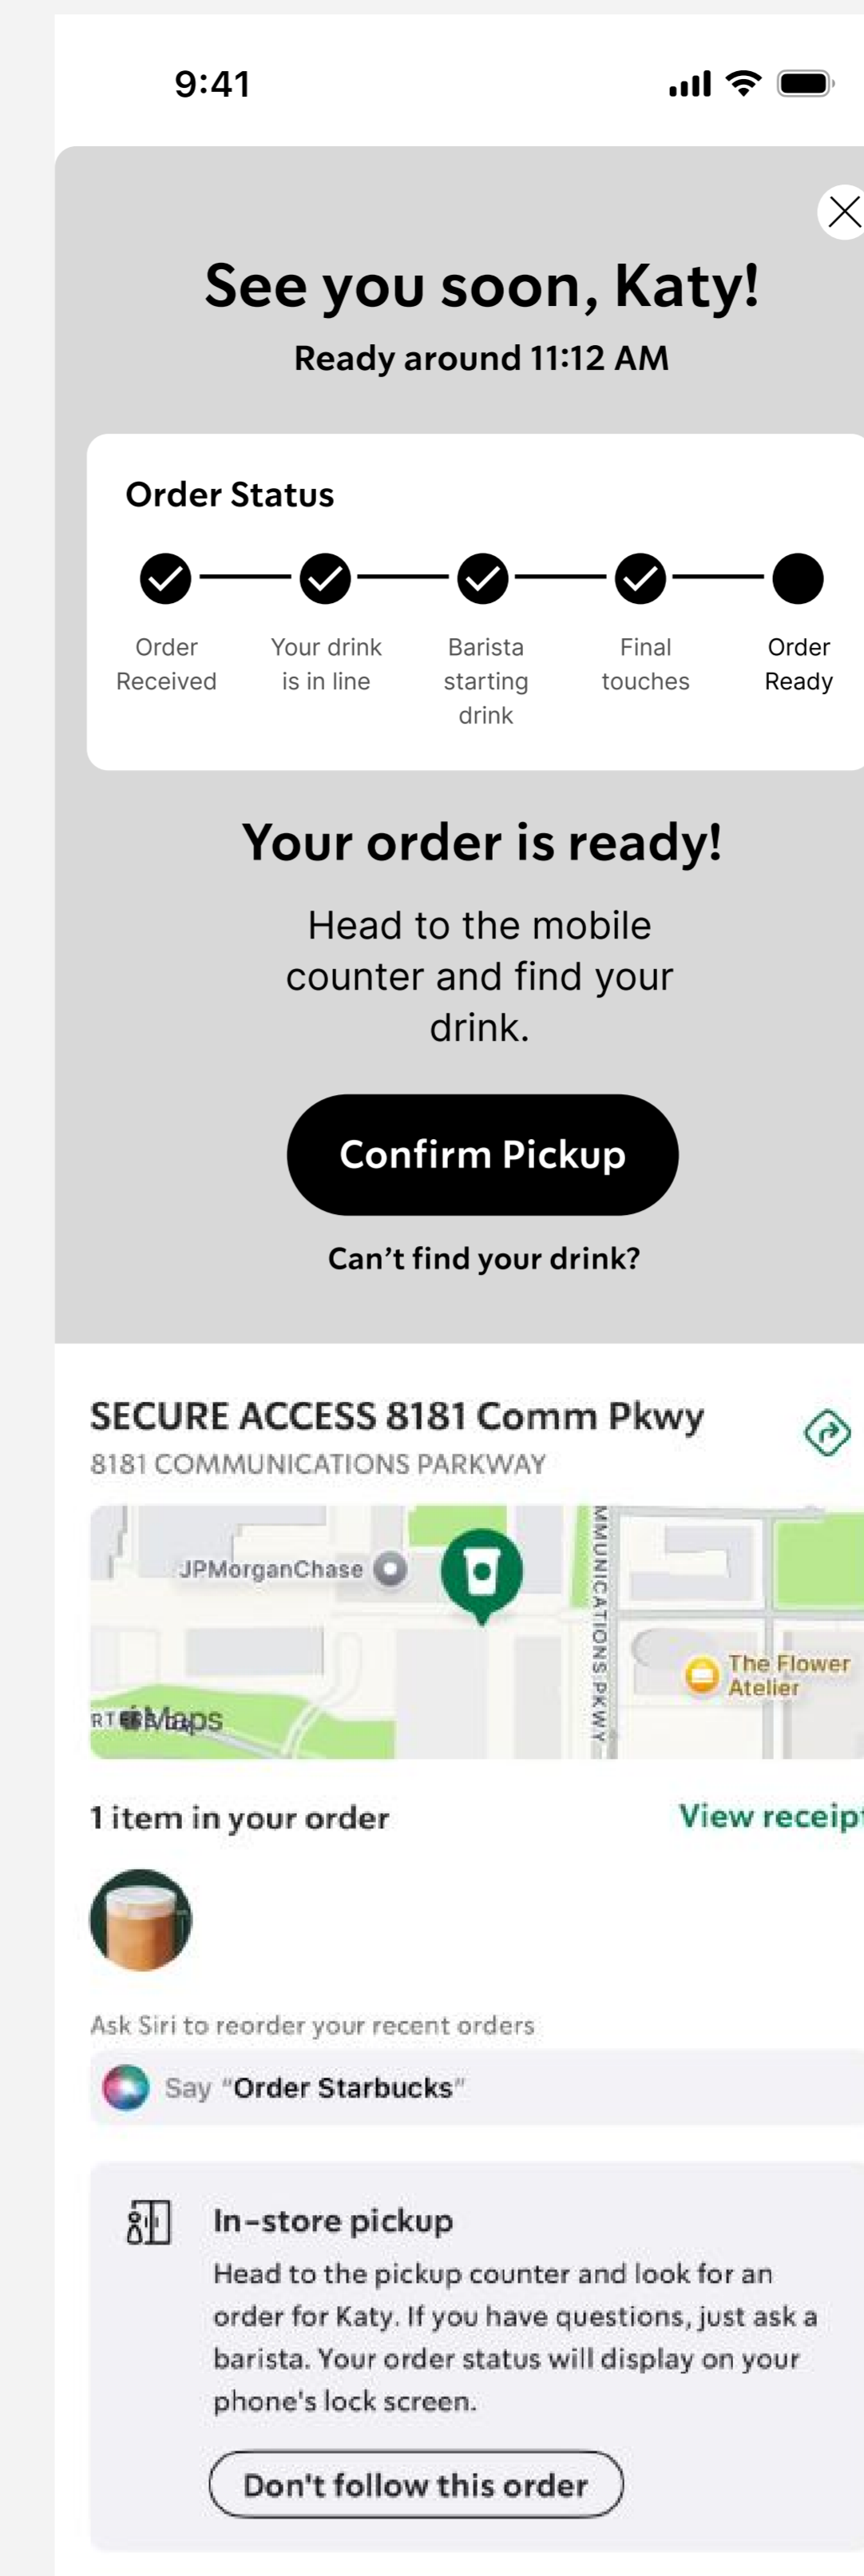 9:41
See you soon, Katy!
Ready around 11:12 AM
Order Status
Order
Received
Your drink
is in line
Barista
starting
drink
Final
touches
Order
Ready
Your order is ready!
Head to the mobile
counter and find your
drink.
Confirm Pickup
Can’t find your drink?
SECURE ACCESS 8181 Comm Pkwy
8181 COMMUNICATIONS PARKWAY
JPMorganChase
MMUNICATIONS PKWY
The Flower
Atelier
Maps
1 item in your order
View receipt
Ask Siri to reorder your recent orders
Say “Order Starbucks”
In-store pickup
Head to the pickup counter and look for an
order for Katy. If you have questions, just ask a
barista. Your order status will display on your
phone's lock screen.
Don't follow this order